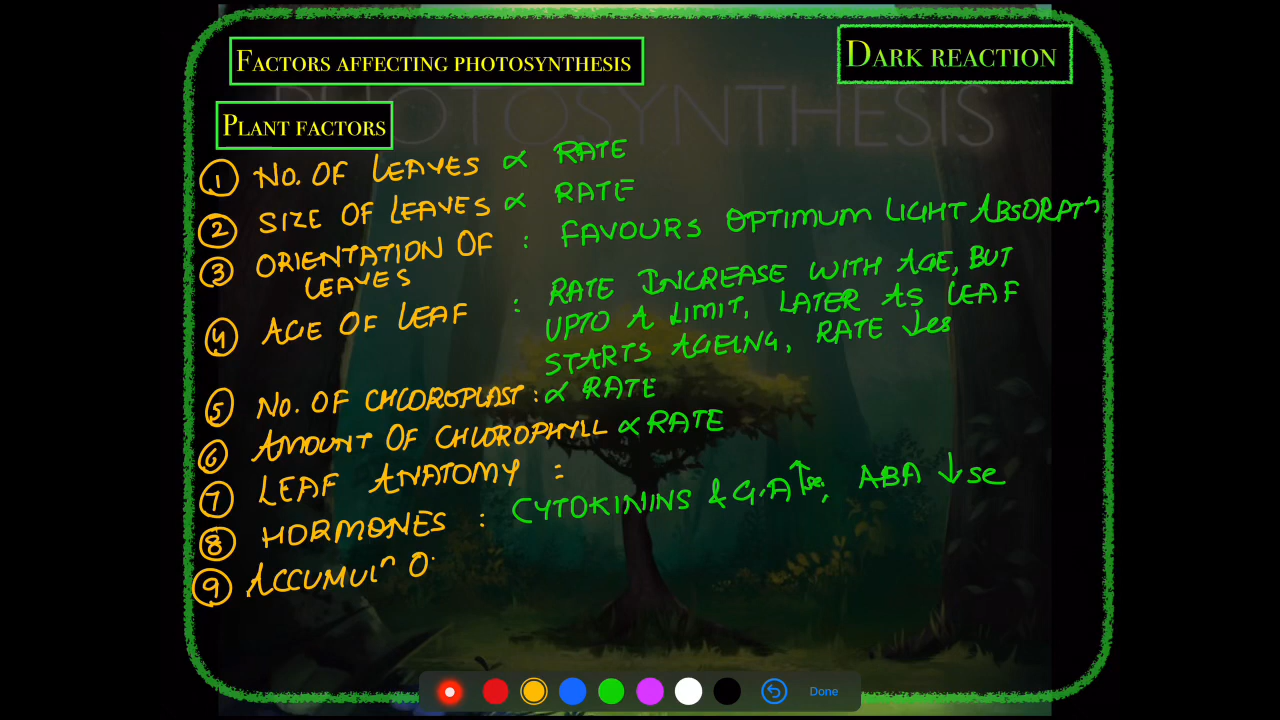 FACTORS AFFECTING PHOTOSYNTHESIS
DARK REACTION
PHOTOSYNTHESIS
PLANT FACTORS
1 NO. OF LEAVES ∝ RATE
2 SIZE OF LEAVES ∝ RATE
3 ORIENTATION OF LEAVES : FAVOURS OPTIMUM LIGHT ABSORPTn
4 AGE OF LEAF : RATE INCREASE WITH AGE, BUT
UPTO A LIMIT, LATER AS LEAF
STARTS AGEING, RATE ↓es
5 NO. OF CHLOROPLAST : ∝ RATE
6 AMOUNT OF CHLOROPHYLL ∝ RATE
7 LEAF ANATOMY :
8 HORMONES : CYTOKININS & G.A ↑se, ABA ↓se
9 ACCUMULn O
Done